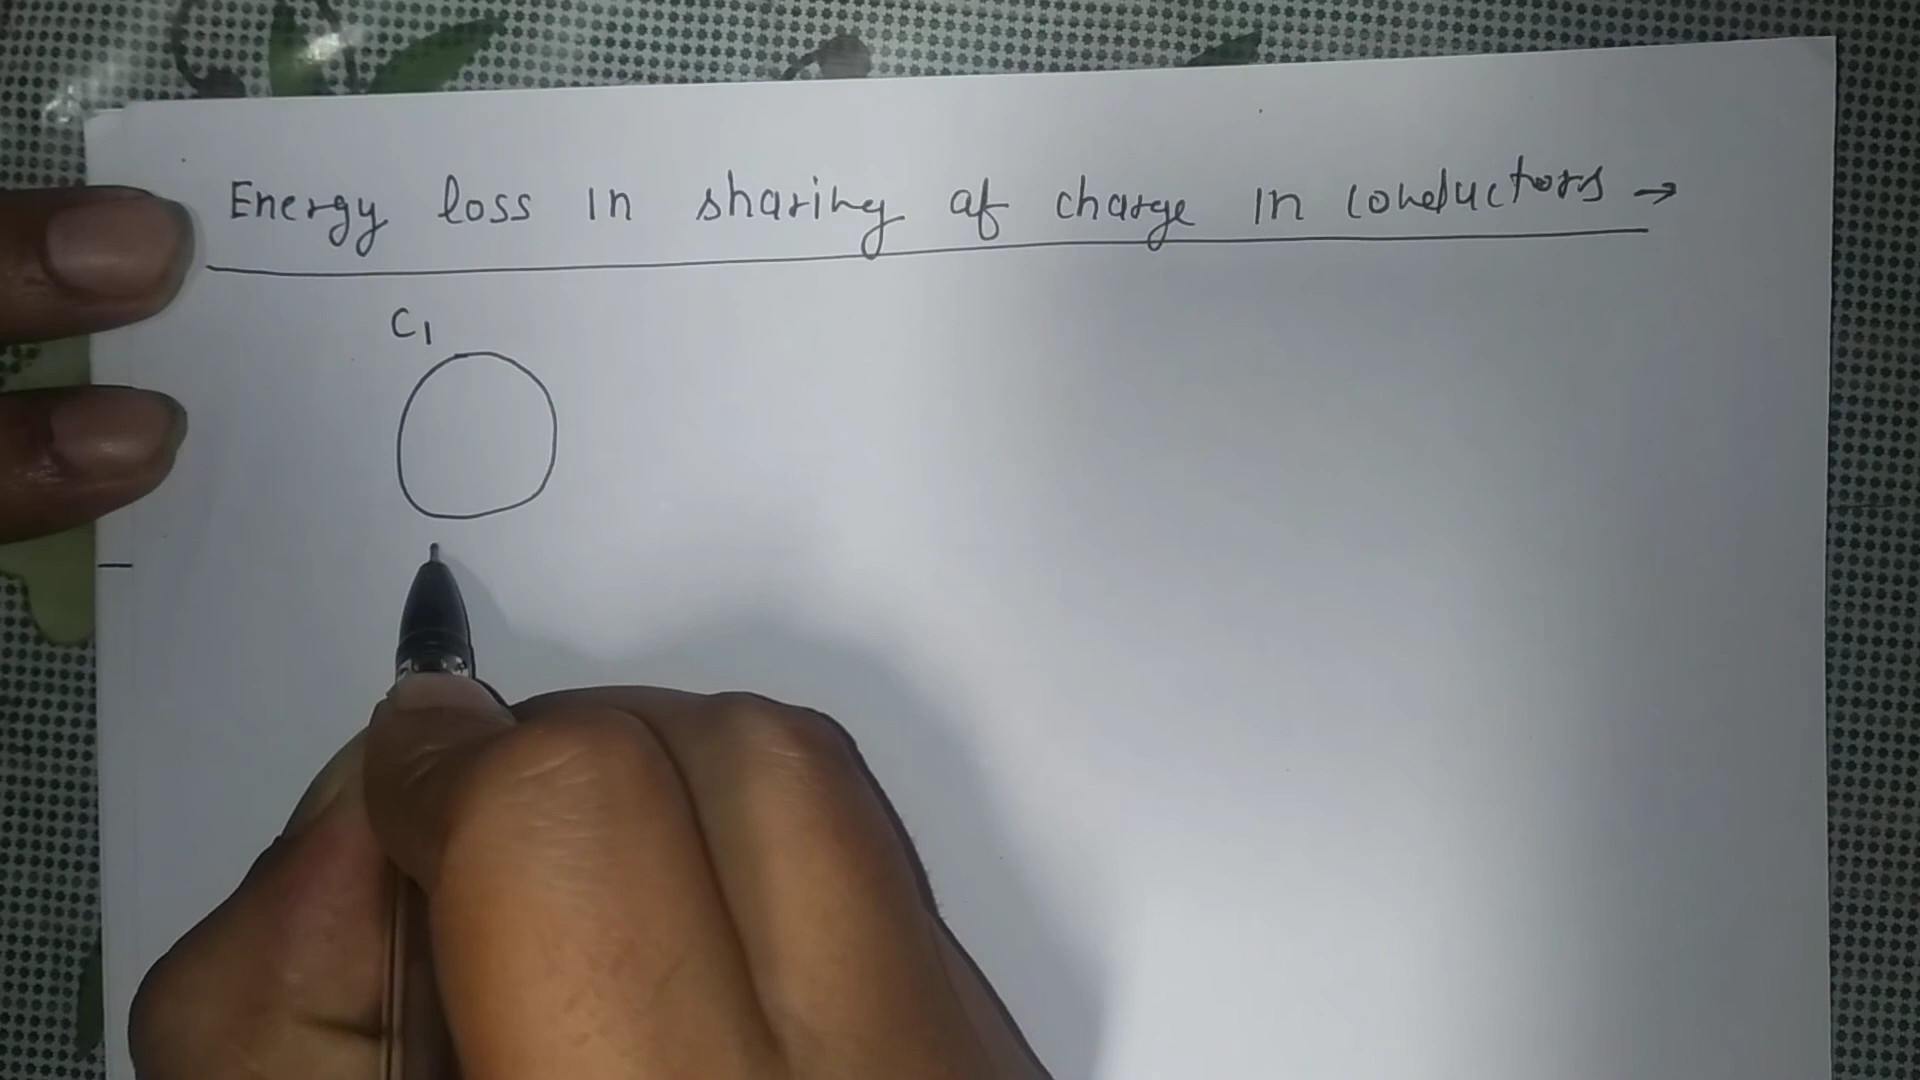 Energy loss in sharing of charge in conductors →
C1